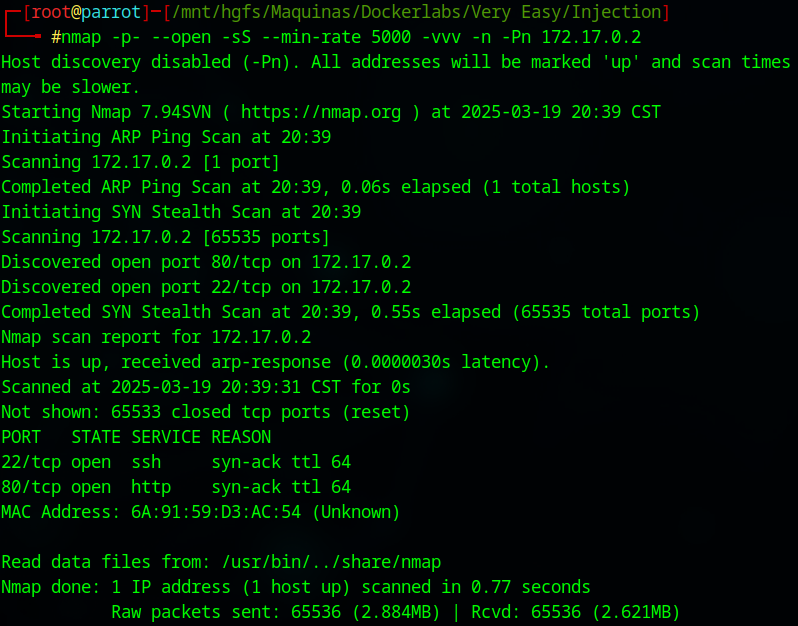 ┌─[root@parrot]─[/mnt/hgfs/Maquinas/Dockerlabs/Very Easy/Injection]
└──╼ #nmap -p- --open -sS --min-rate 5000 -vvv -n -Pn 172.17.0.2
Host discovery disabled (-Pn). All addresses will be marked 'up' and scan times
may be slower.
Starting Nmap 7.94SVN ( https://nmap.org ) at 2025-03-19 20:39 CST
Initiating ARP Ping Scan at 20:39
Scanning 172.17.0.2 [1 port]
Completed ARP Ping Scan at 20:39, 0.06s elapsed (1 total hosts)
Initiating SYN Stealth Scan at 20:39
Scanning 172.17.0.2 [65535 ports]
Discovered open port 80/tcp on 172.17.0.2
Discovered open port 22/tcp on 172.17.0.2
Completed SYN Stealth Scan at 20:39, 0.55s elapsed (65535 total ports)
Nmap scan report for 172.17.0.2
Host is up, received arp-response (0.0000030s latency).
Scanned at 2025-03-19 20:39:31 CST for 0s
Not shown: 65533 closed tcp ports (reset)
PORT   STATE SERVICE REASON
22/tcp open  ssh     syn-ack ttl 64
80/tcp open  http    syn-ack ttl 64
MAC Address: 6A:91:59:D3:AC:54 (Unknown)

Read data files from: /usr/bin/../share/nmap
Nmap done: 1 IP address (1 host up) scanned in 0.77 seconds
           Raw packets sent: 65536 (2.884MB) | Rcvd: 65536 (2.621MB)